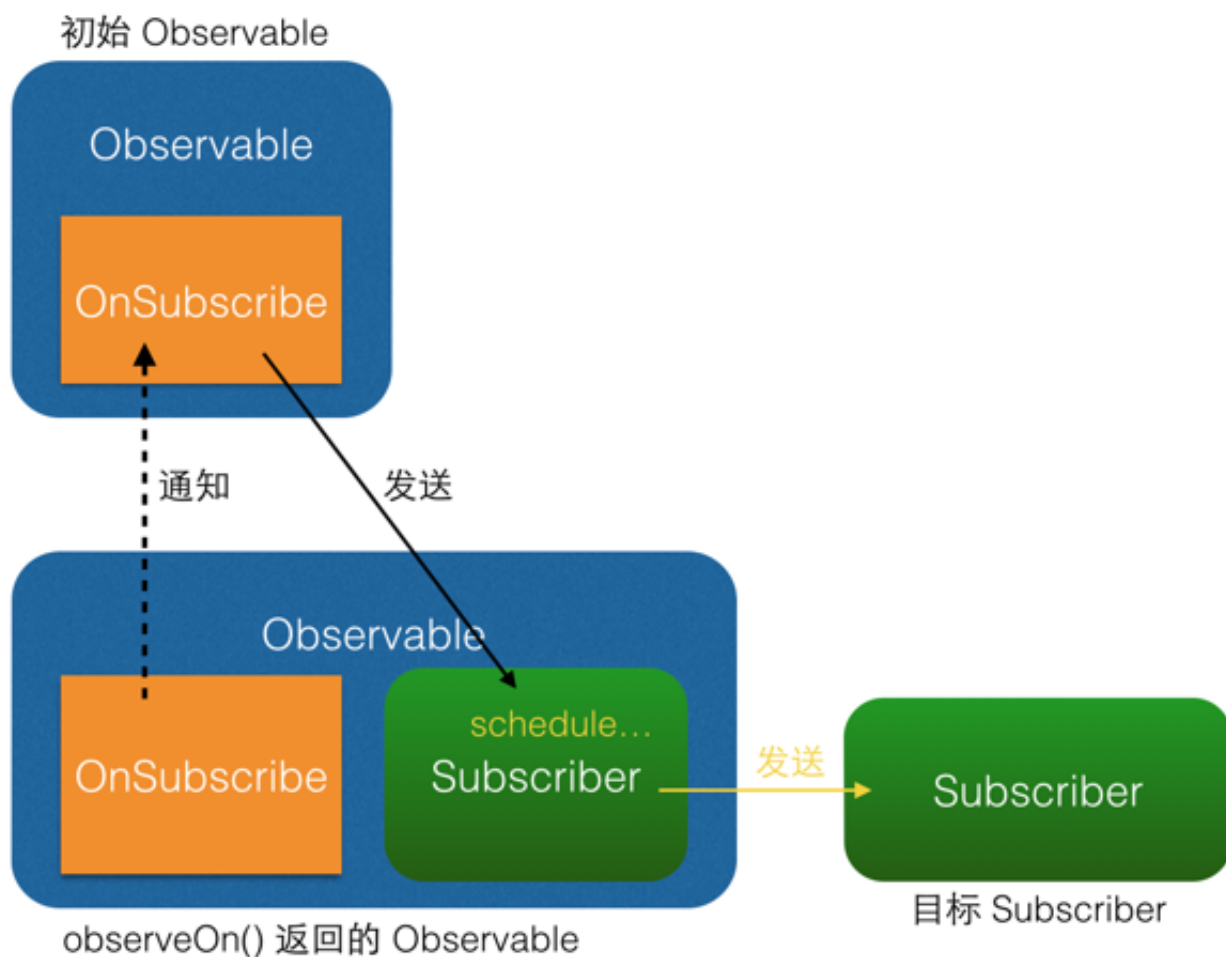 初始 Observable
Observable
OnSubscribe
通知
发送
Observable
schedule…
OnSubscribe
Subscriber
发送
Subscriber
目标 Subscriber
observeOn() 返回的 Observable